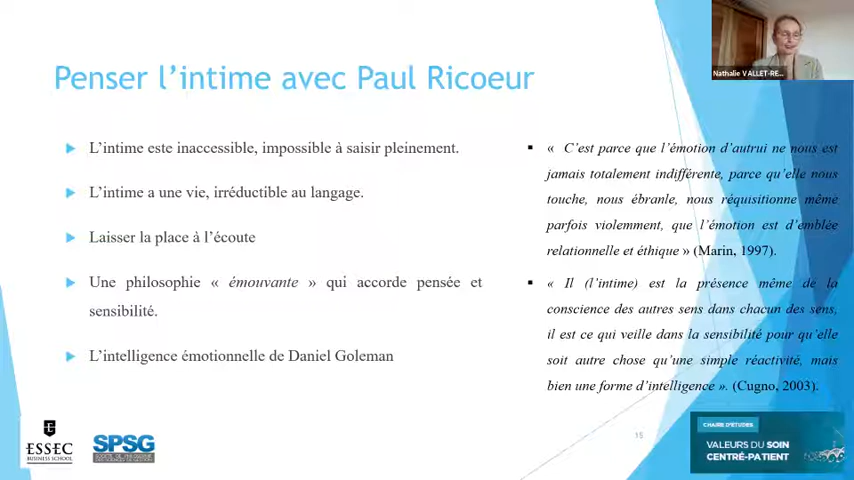 Penser l'intime avec Paul Ricoeur
L'intime este inaccessible, impossible à saisir pleinement.
L'intime a une vie, irréductible au langage.
Laisser la place à l'écoute
Une philosophie « émouvante » qui accorde pensée et
sensibilité.
L'intelligence émotionnelle de Daniel Goleman
« C'est parce que l'émotion d'autrui ne nous est
jamais totalement indifférente, parce qu'elle nous
touche, nous ébranle, nous réquisitionne même
parfois violemment, que l'émotion est d'emblée
relationnelle et éthique » (Marin, 1997).
« Il (l'intime) est la présence même de la
conscience des autres sens dans chacun des sens,
il est ce qui veille dans la sensibilité pour qu'elle
soit autre chose qu'une simple réactivité, mais
bien une forme d'intelligence ». (Cugno, 2003).
Nathalie VALLET-RE...
ESSEC
BUSINESS SCHOOL
SPSG
15
CHAIRE D'ETUDES
VALEURS DU SOIN
CENTRÉ-PATIENT